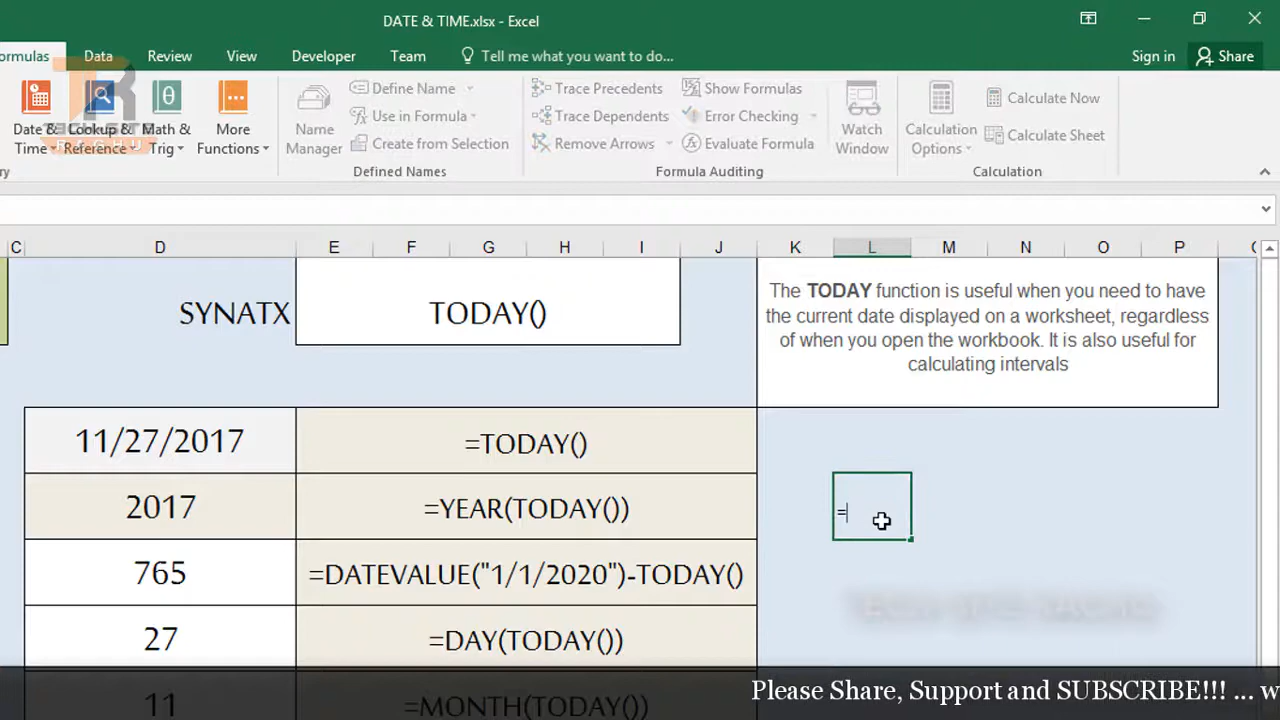 DATE & TIME.xlsx - Excel
ormulas Data Review View Developer Team Tell me what you want to do... Sign in Share
Date & Time Lookup & Reference Math & Trig More Functions
Name Manager
Define Name
Use in Formula
Create from Selection
Defined Names
Trace Precedents Show Formulas
Trace Dependents Error Checking
Remove Arrows Evaluate Formula
Formula Auditing
Watch Window
Calculation Options
Calculate Now
Calculate Sheet
Calculation
ry
C D E F G H I J K L M N O P
SYNATX TODAY()
The TODAY function is useful when you need to have
the current date displayed on a worksheet, regardless
of when you open the workbook. It is also useful for
calculating intervals
11/27/2017 =TODAY()
2017 =YEAR(TODAY())
=
765 =DATEVALUE("1/1/2020")-TODAY()
27 =DAY(TODAY())
11 =MONTH(TODAY())
Please Share, Support and SUBSCRIBE!!! ... w